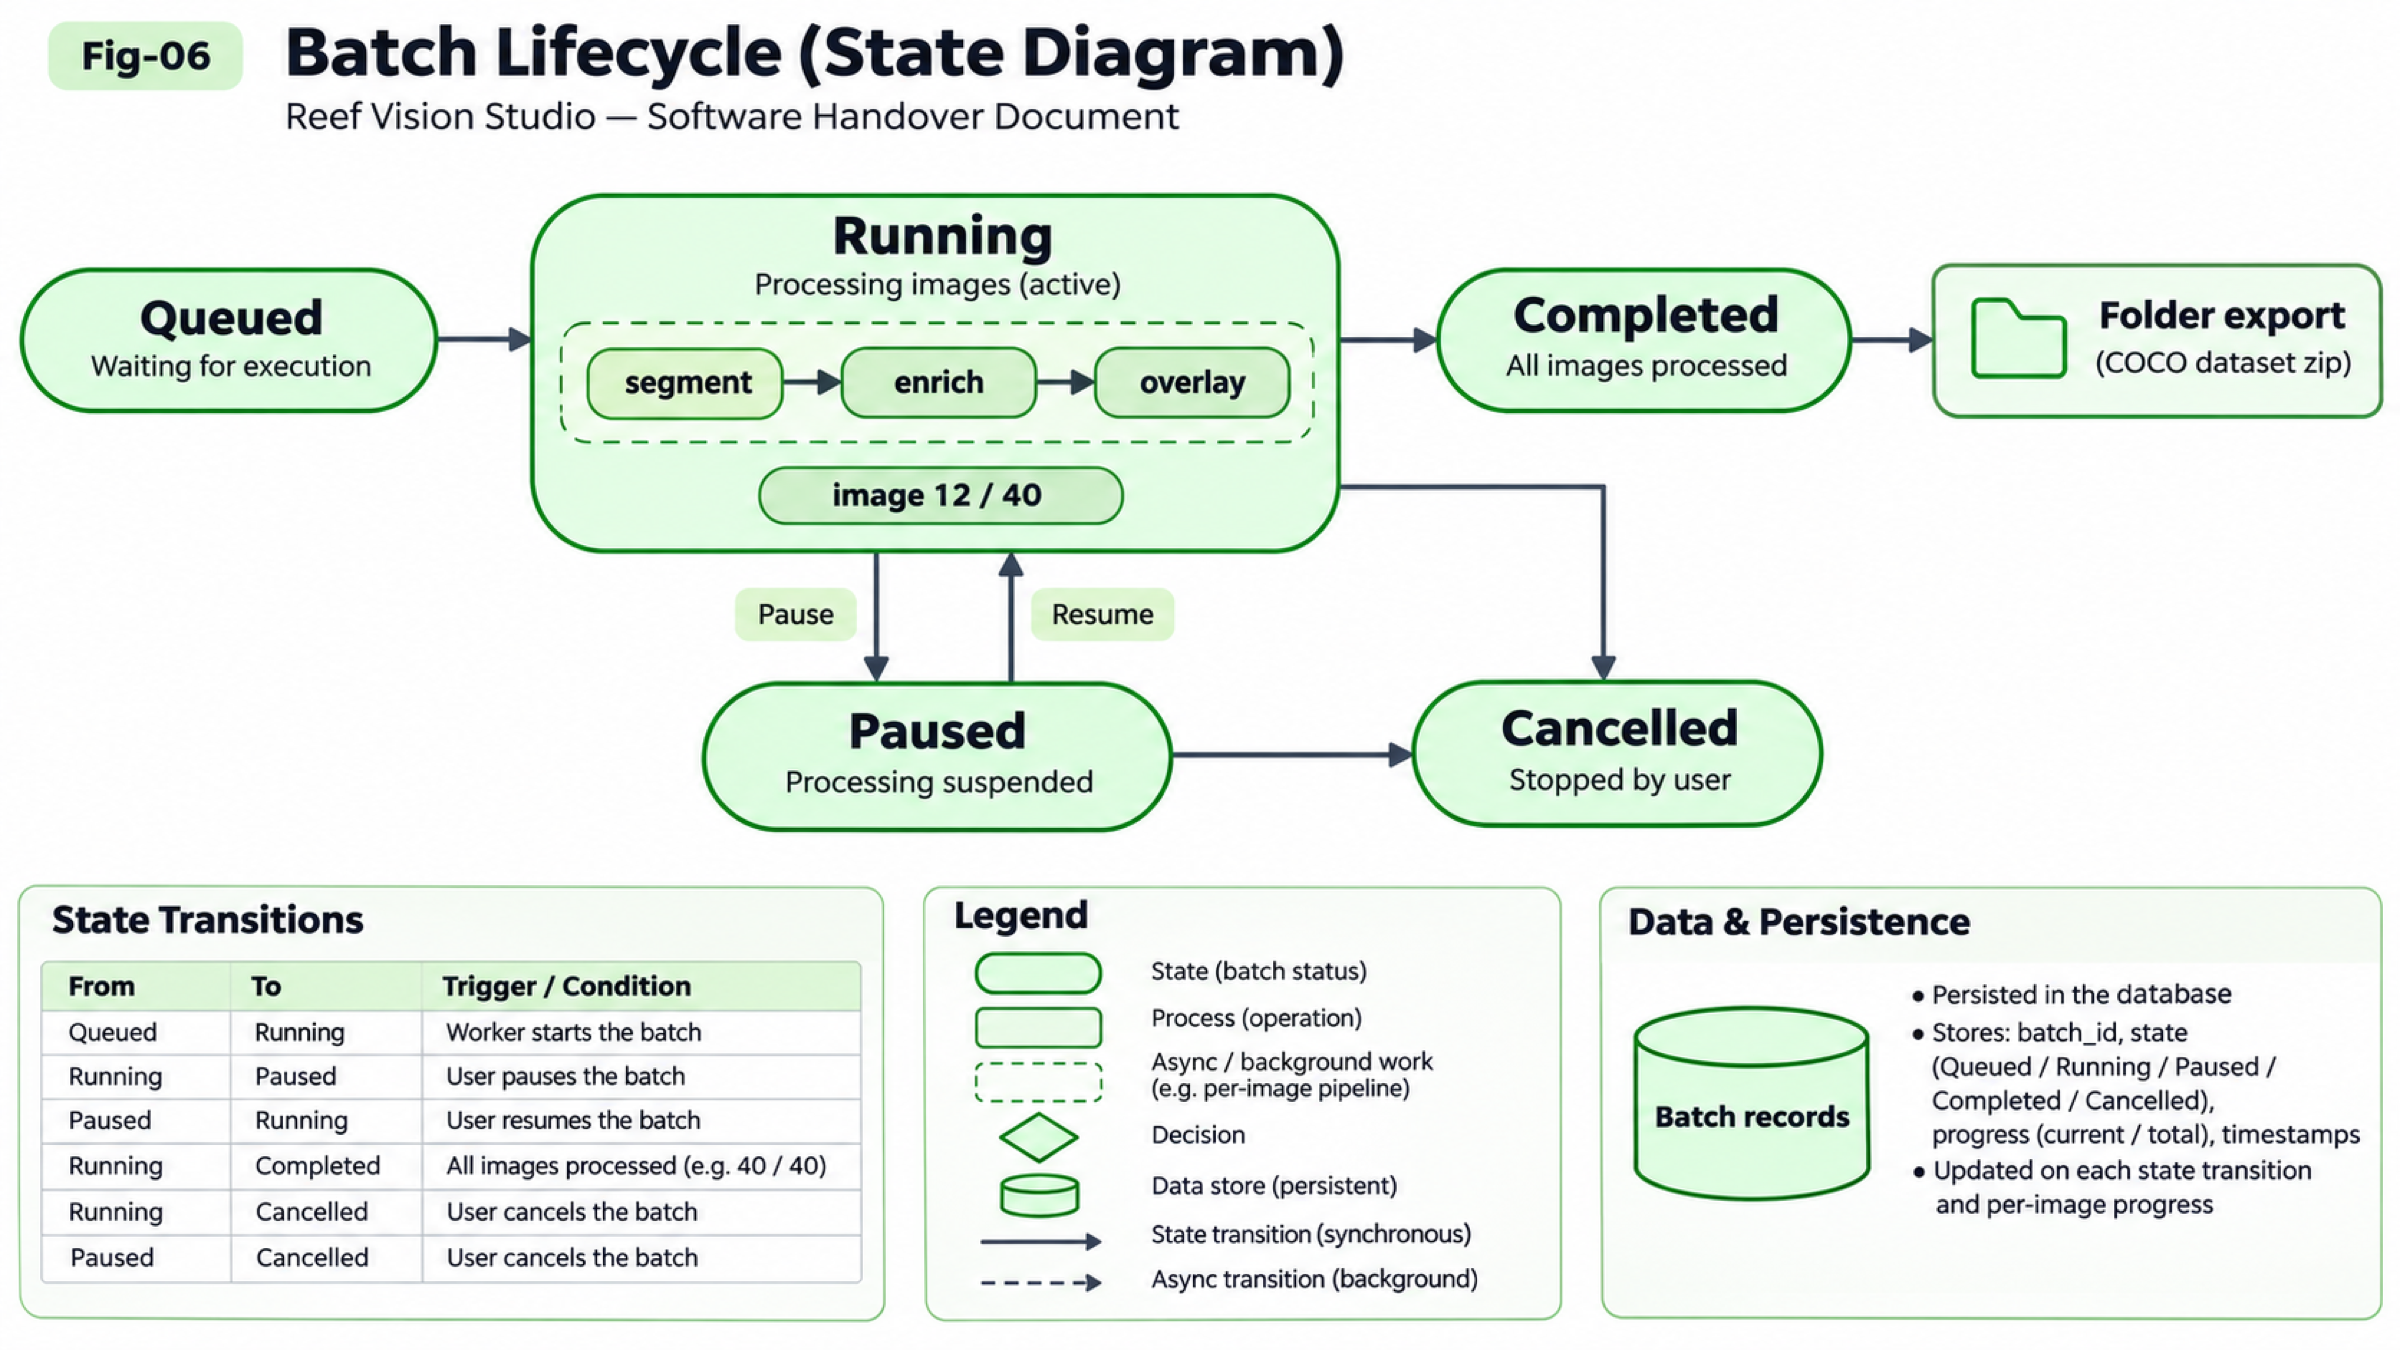 Fig-06
Batch Lifecycle (State Diagram)
Reef Vision Studio — Software Handover Document
Queued
Waiting for execution
Running
Processing images (active)
segment
enrich
overlay
image 12 / 40
Completed
All images processed
Folder export
(COCO dataset zip)
Pause
Resume
Paused
Processing suspended
Cancelled
Stopped by user
State Transitions
From To Trigger / Condition
Queued Running Worker starts the batch
Running Paused User pauses the batch
Paused Running User resumes the batch
Running Completed All images processed (e.g. 40 / 40)
Running Cancelled User cancels the batch
Paused Cancelled User cancels the batch
Legend
State (batch status)
Process (operation)
Async / background work
(e.g. per-image pipeline)
Decision
Data store (persistent)
State transition (synchronous)
Async transition (background)
Data & Persistence
Batch records
• Persisted in the database
• Stores: batch_id, state
(Queued / Running / Paused /
Completed / Cancelled),
progress (current / total), timestamps
• Updated on each state transition
and per-image progress